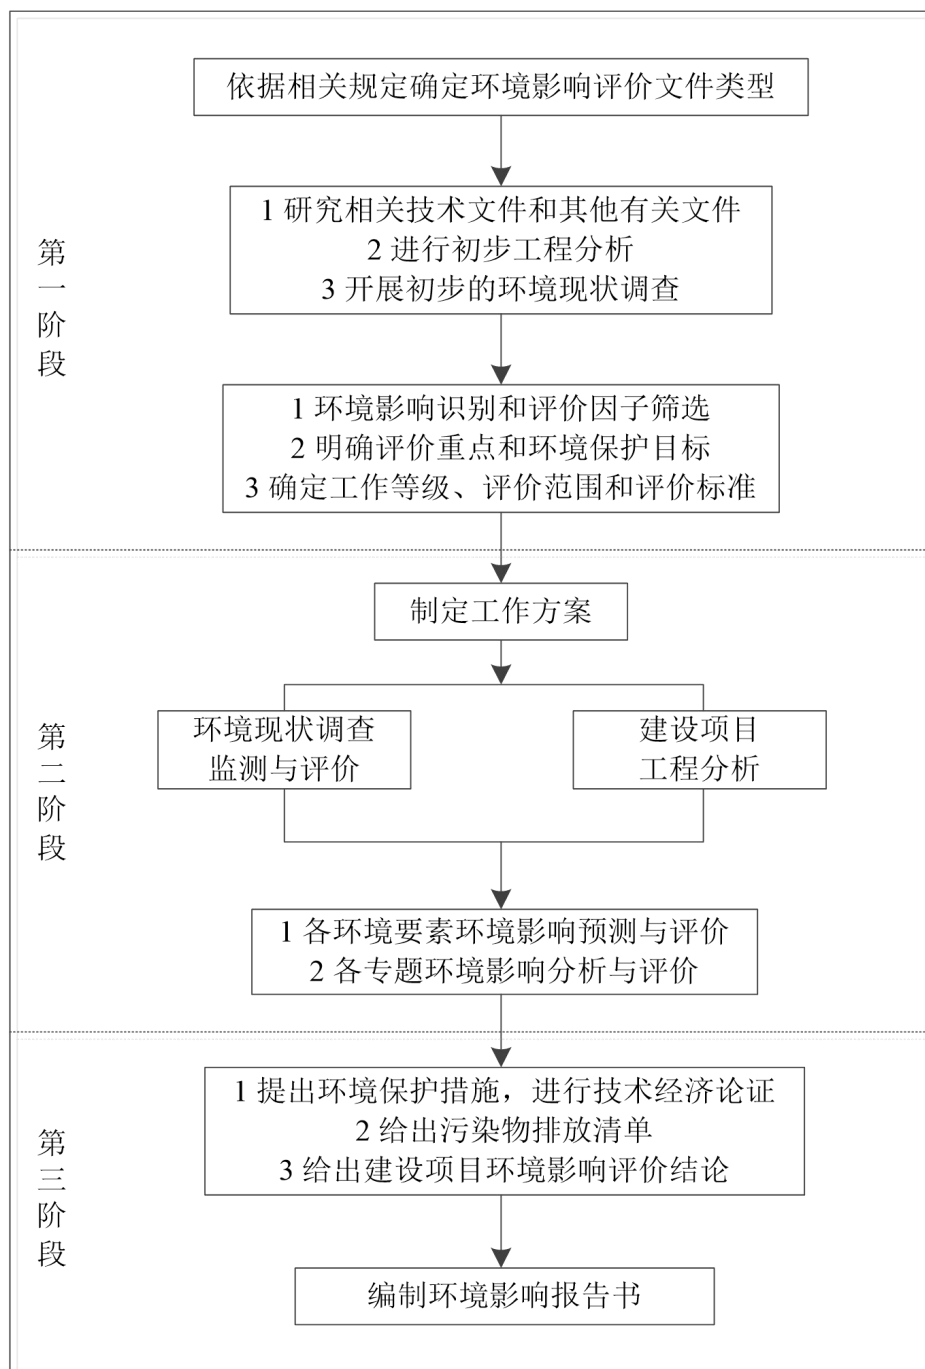 依据相关规定确定环境影响评价文件类型
第一阶段
1 研究相关技术文件和其他有关文件
2 进行初步工程分析
3 开展初步的环境现状调查
1 环境影响识别和评价因子筛选
2 明确评价重点和环境保护目标
3 确定工作等级、评价范围和评价标准
制定工作方案
第二阶段
环境现状调查
监测与评价
建设项目
工程分析
1 各环境要素环境影响预测与评价
2 各专题环境影响分析与评价
第三阶段
1 提出环境保护措施，进行技术经济论证
2 给出污染物排放清单
3 给出建设项目环境影响评价结论
编制环境影响报告书